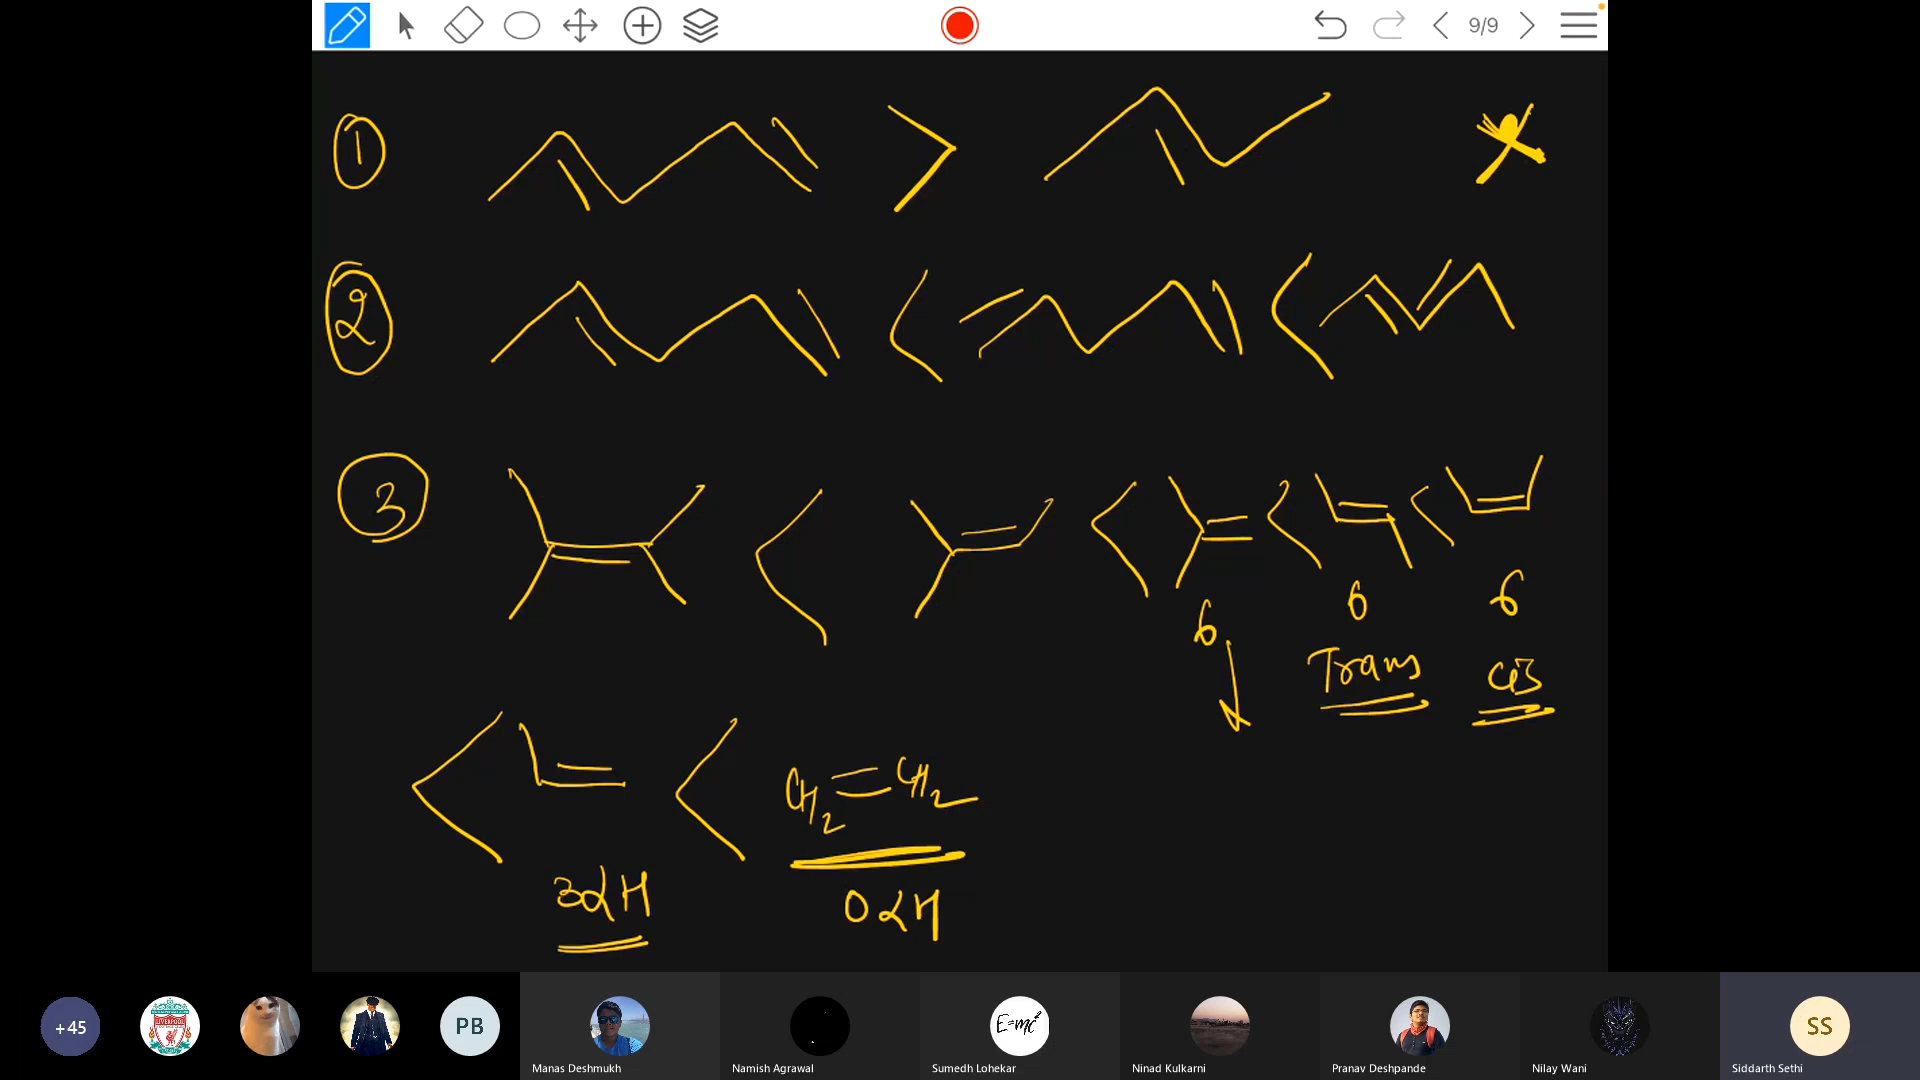 9/9
1
>
2
< <
3
< < < <
6 6 6
Trans cis
< < CH2=CH2
3αH
0αH
+45
LIVERPOOL
PB
E=mc²
SS
Manas Deshmukh
Namish Agrawal
Sumedh Lohekar
Ninad Kulkarni
Pranav Deshpande
Nilay Wani
Siddarth Sethi